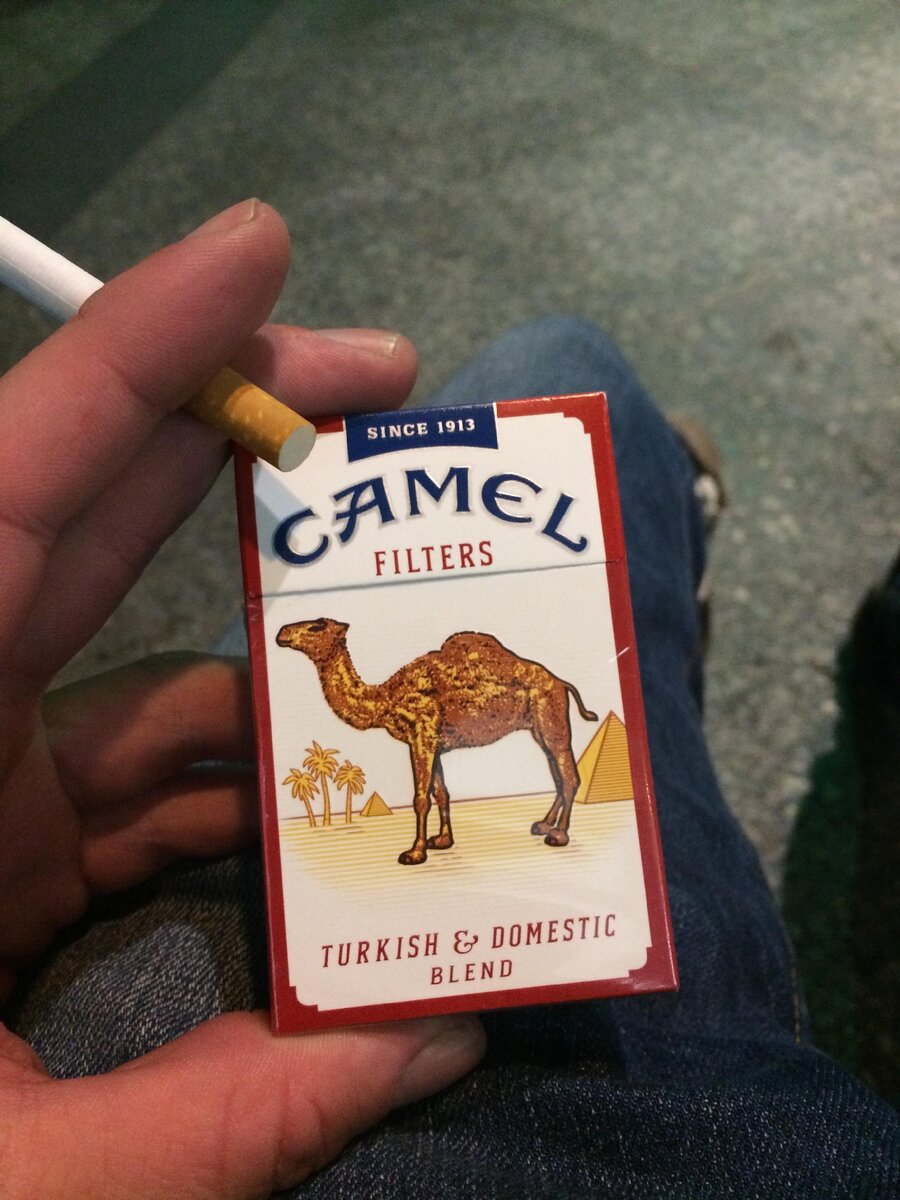 SINCE 1913
CAMEL
FILTERS
TURKISH & DOMESTIC
BLEND